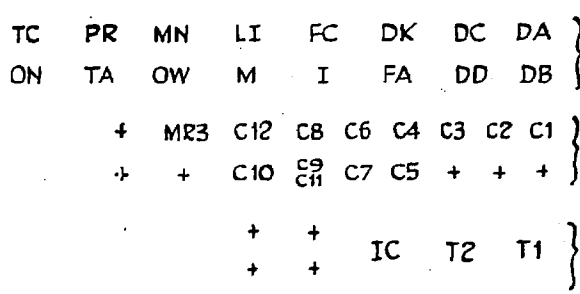 TC PR MN LI FC DK DC DA
ON TA OW M I FA DD DB
+ MR3 C12 C8 C6 C4 C3 C2 C1
+ + C10 C9 C11 C7 C5 + + +
+ +
IC T2 T1
+ +